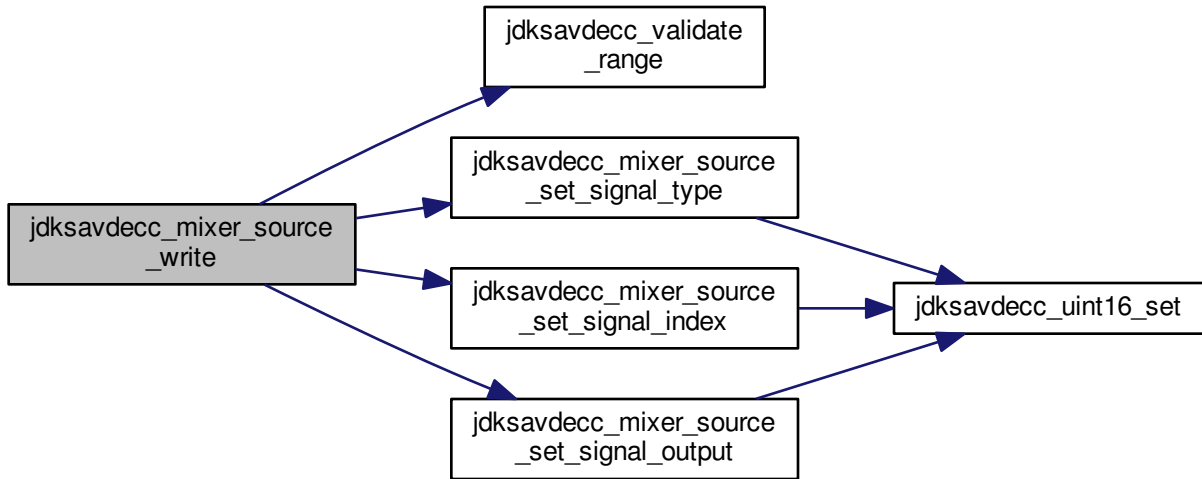 jdksavdecc_mixer_source
_write
jdksavdecc_validate
_range
jdksavdecc_mixer_source
_set_signal_type
jdksavdecc_mixer_source
_set_signal_index
jdksavdecc_mixer_source
_set_signal_output
jdksavdecc_uint16_set